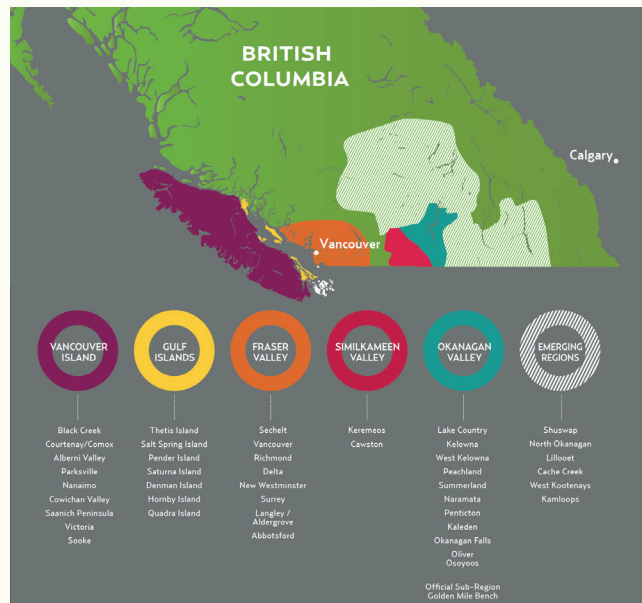 BRITISH
COLUMBIA
Calgary
Vancouver
VANCOUVER
ISLAND
GULF
ISLANDS
FRASER
VALLEY
SIMILKAMEEN
VALLEY
OKANAGAN
VALLEY
EMERGING
REGIONS
Black Creek
Courtenay/Comox
Alberni Valley
Parksville
Nanaimo
Cowichan Valley
Saanich Peninsula
Victoria
Sooke
Thetis Island
Salt Spring Island
Pender Island
Saturna Island
Denman Island
Hornby Island
Quadra Island
Sechelt
Vancouver
Richmond
Delta
New Westminster
Surrey
Langley /
Aldergrove
Abbotsford
Keremeos
Cawston
Lake Country
Kelowna
West Kelowna
Peachland
Summerland
Naramata
Penticton
Kaleden
Okanagan Falls
Oliver
Osoyoos
Official Sub-Region
Golden Mile Bench
Shuswap
North Okanagan
Lillooet
Cache Creek
West Kootenays
Kamloops